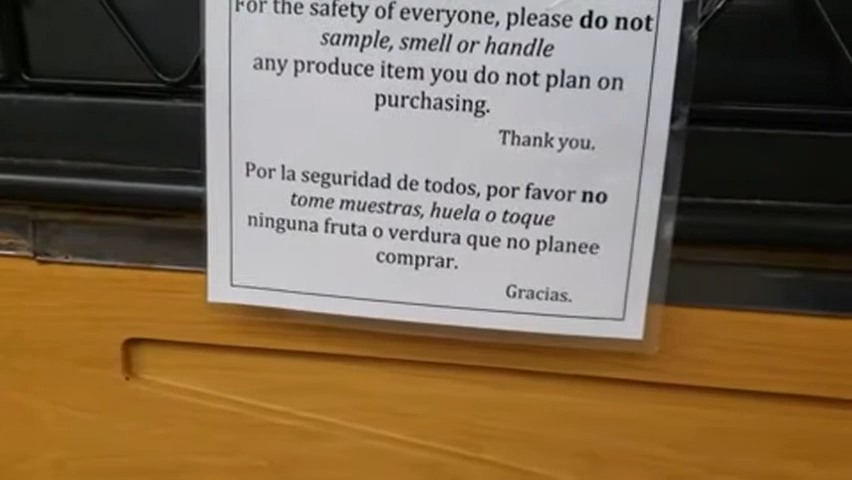 For the safety of everyone, please do not
sample, smell or handle
any produce item you do not plan on
purchasing.
Thank you.
Por la seguridad de todos, por favor no
tome muestras, huela o toque
ninguna fruta o verdura que no planee
comprar.
Gracias.